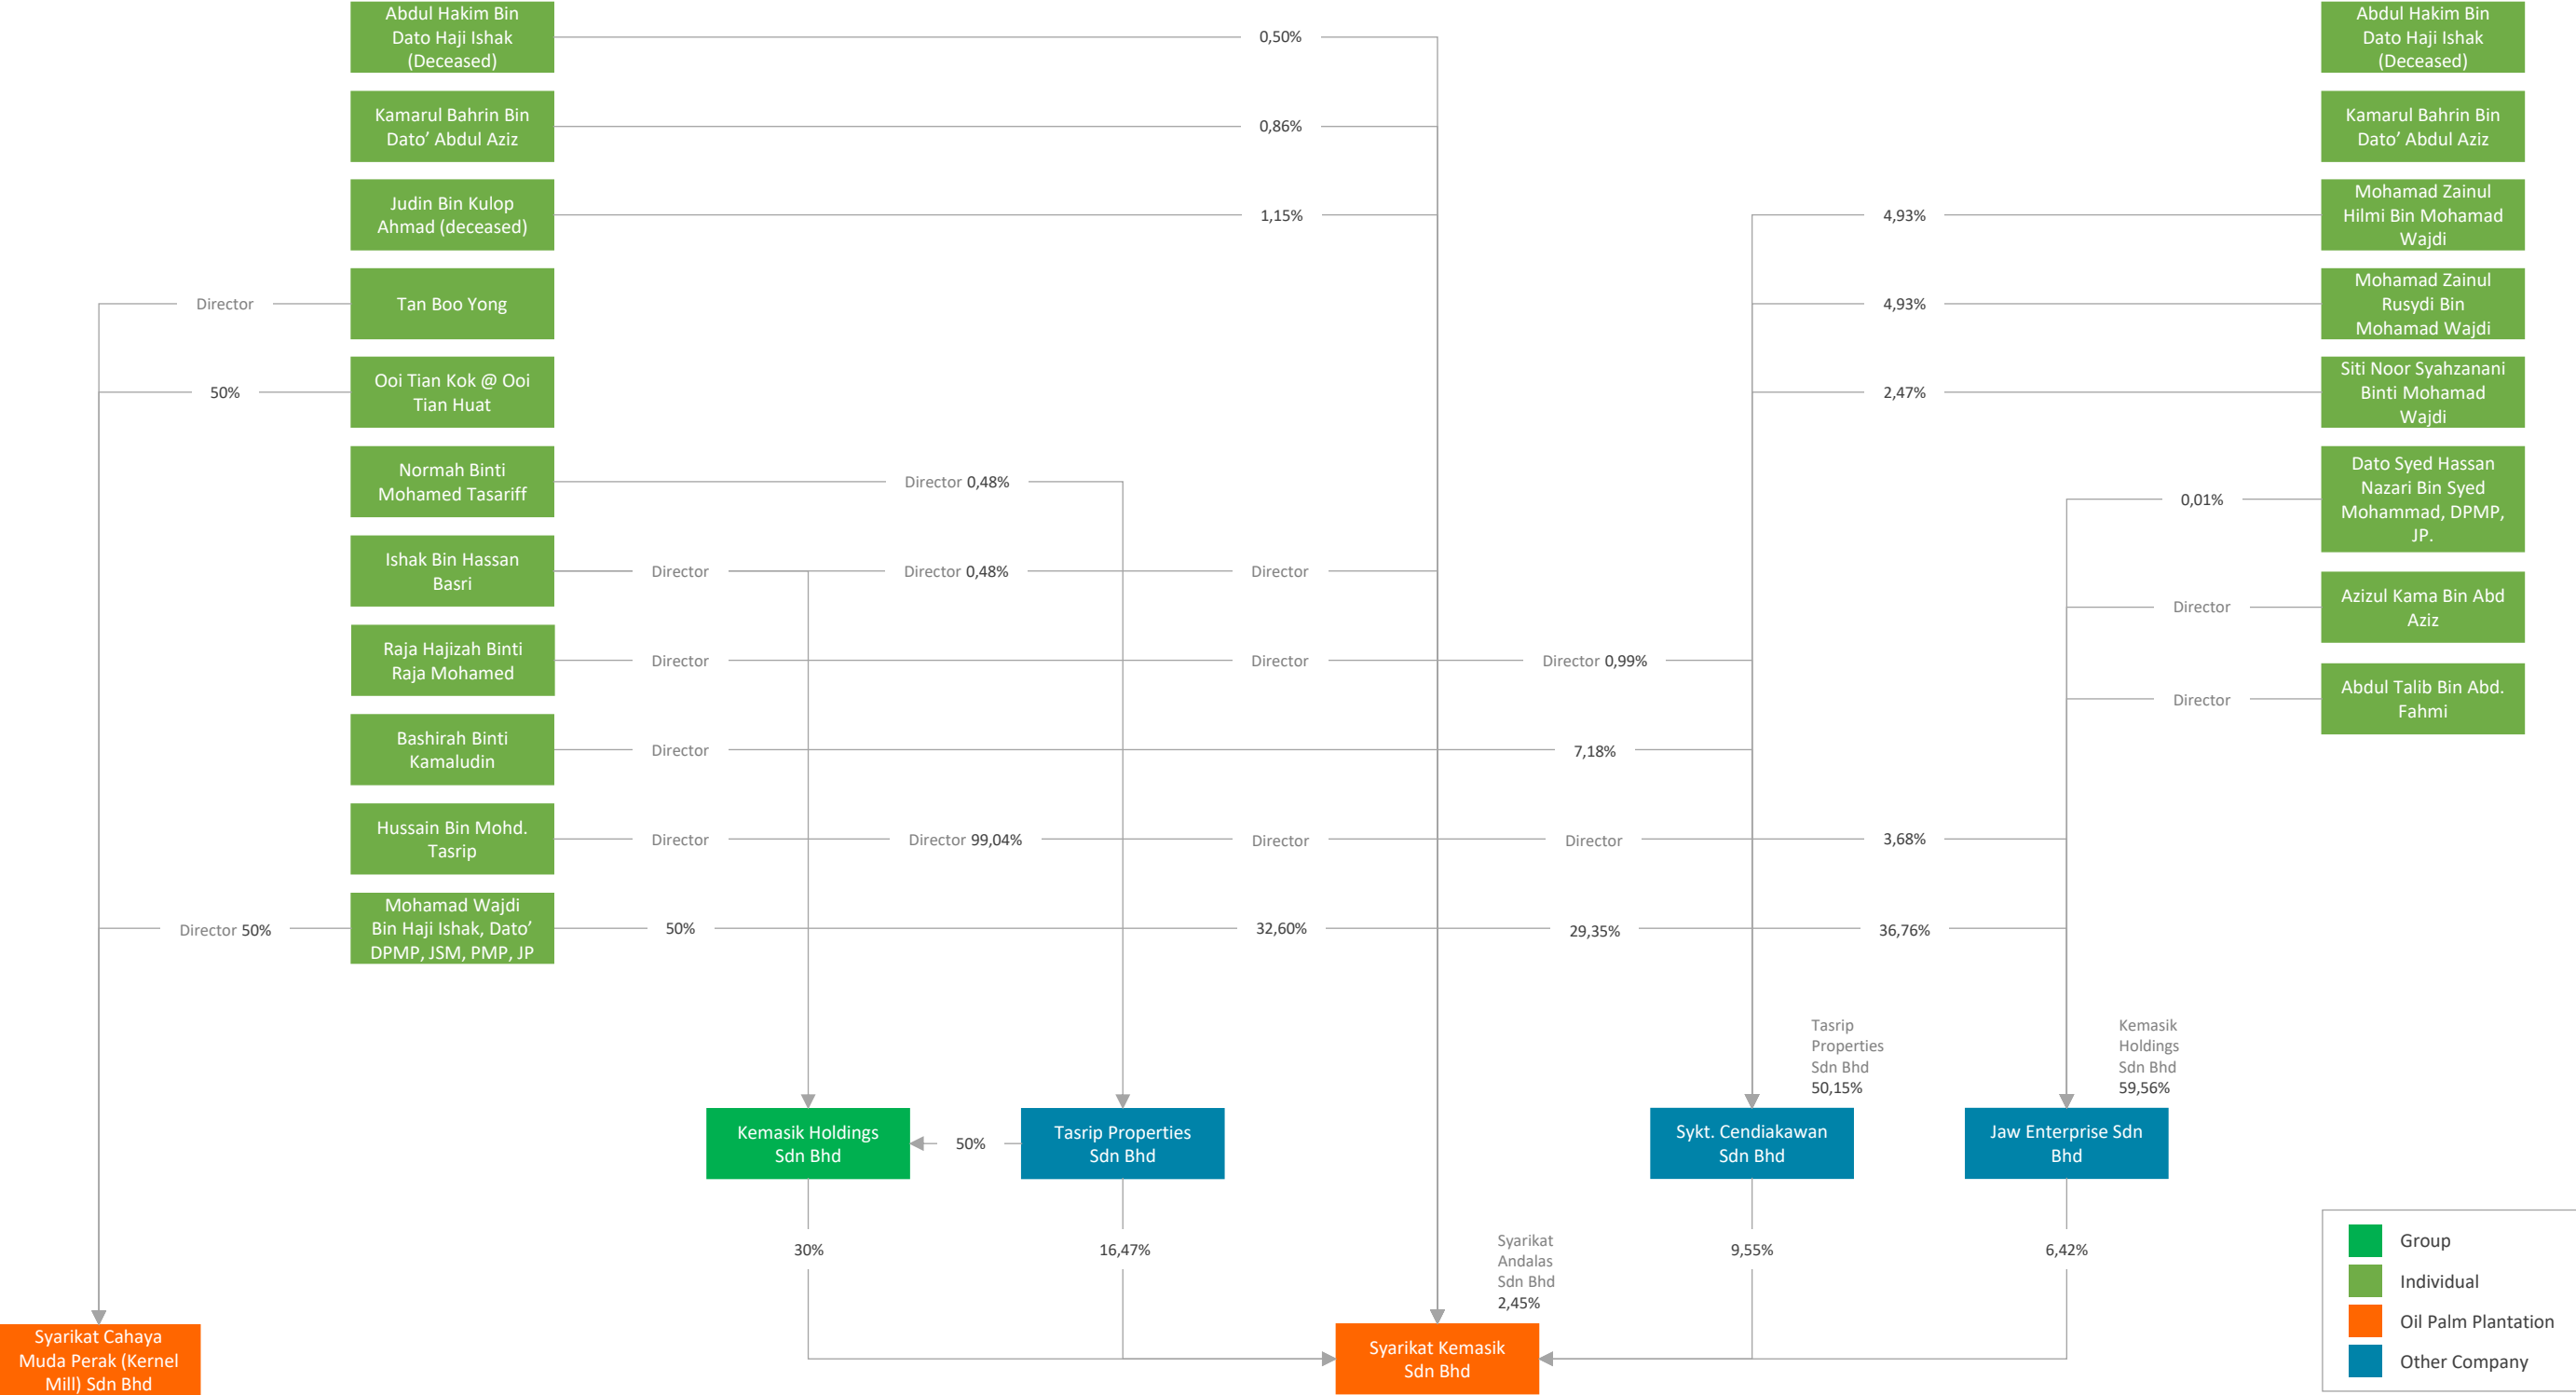 Abdul Hakim Bin
Dato Haji Ishak
(Deceased)
0,50%
Abdul Hakim Bin
Dato Haji Ishak
(Deceased)
Kamarul Bahrin Bin
Dato’ Abdul Aziz
0,86%
Kamarul Bahrin Bin
Dato’ Abdul Aziz
Judin Bin Kulop
Ahmad (deceased)
1,15%
4,93%
Mohamad Zainul
Hilmi Bin Mohamad
Wajdi
Director
Tan Boo Yong
4,93%
Mohamad Zainul
Rusydi Bin
Mohamad Wajdi
50%
Ooi Tian Kok @ Ooi
Tian Huat
2,47%
Siti Noor Syahzanani
Binti Mohamad
Wajdi
Normah Binti
Mohamed Tasariff
Director 0,48%
0,01%
Dato Syed Hassan
Nazari Bin Syed
Mohammad, DPMP,
JP.
Ishak Bin Hassan
Basri
Director
Director 0,48%
Director
Director
Azizul Kama Bin Abd
Aziz
Raja Hajizah Binti
Raja Mohamed
Director
Director
Director 0,99%
Director
Abdul Talib Bin Abd.
Fahmi
Bashirah Binti
Kamaludin
Director
7,18%
Hussain Bin Mohd.
Tasrip
Director
Director 99,04%
Director
Director
3,68%
Director 50%
Mohamad Wajdi
Bin Haji Ishak, Dato’
DPMP, JSM, PMP, JP
50%
32,60%
29,35%
36,76%
Tasrip
Properties
Sdn Bhd
50,15%
Kemasik
Holdings
Sdn Bhd
59,56%
Kemasik Holdings
Sdn Bhd
50%
Tasrip Properties
Sdn Bhd
Sykt. Cendiakawan
Sdn Bhd
Jaw Enterprise Sdn
Bhd
30%
16,47%
Syarikat
Andalas
Sdn Bhd
2,45%
9,55%
6,42%
Syarikat Cahaya
Muda Perak (Kernel
Mill) Sdn Bhd
Syarikat Kemasik
Sdn Bhd
Group
Individual
Oil Palm Plantation
Other Company